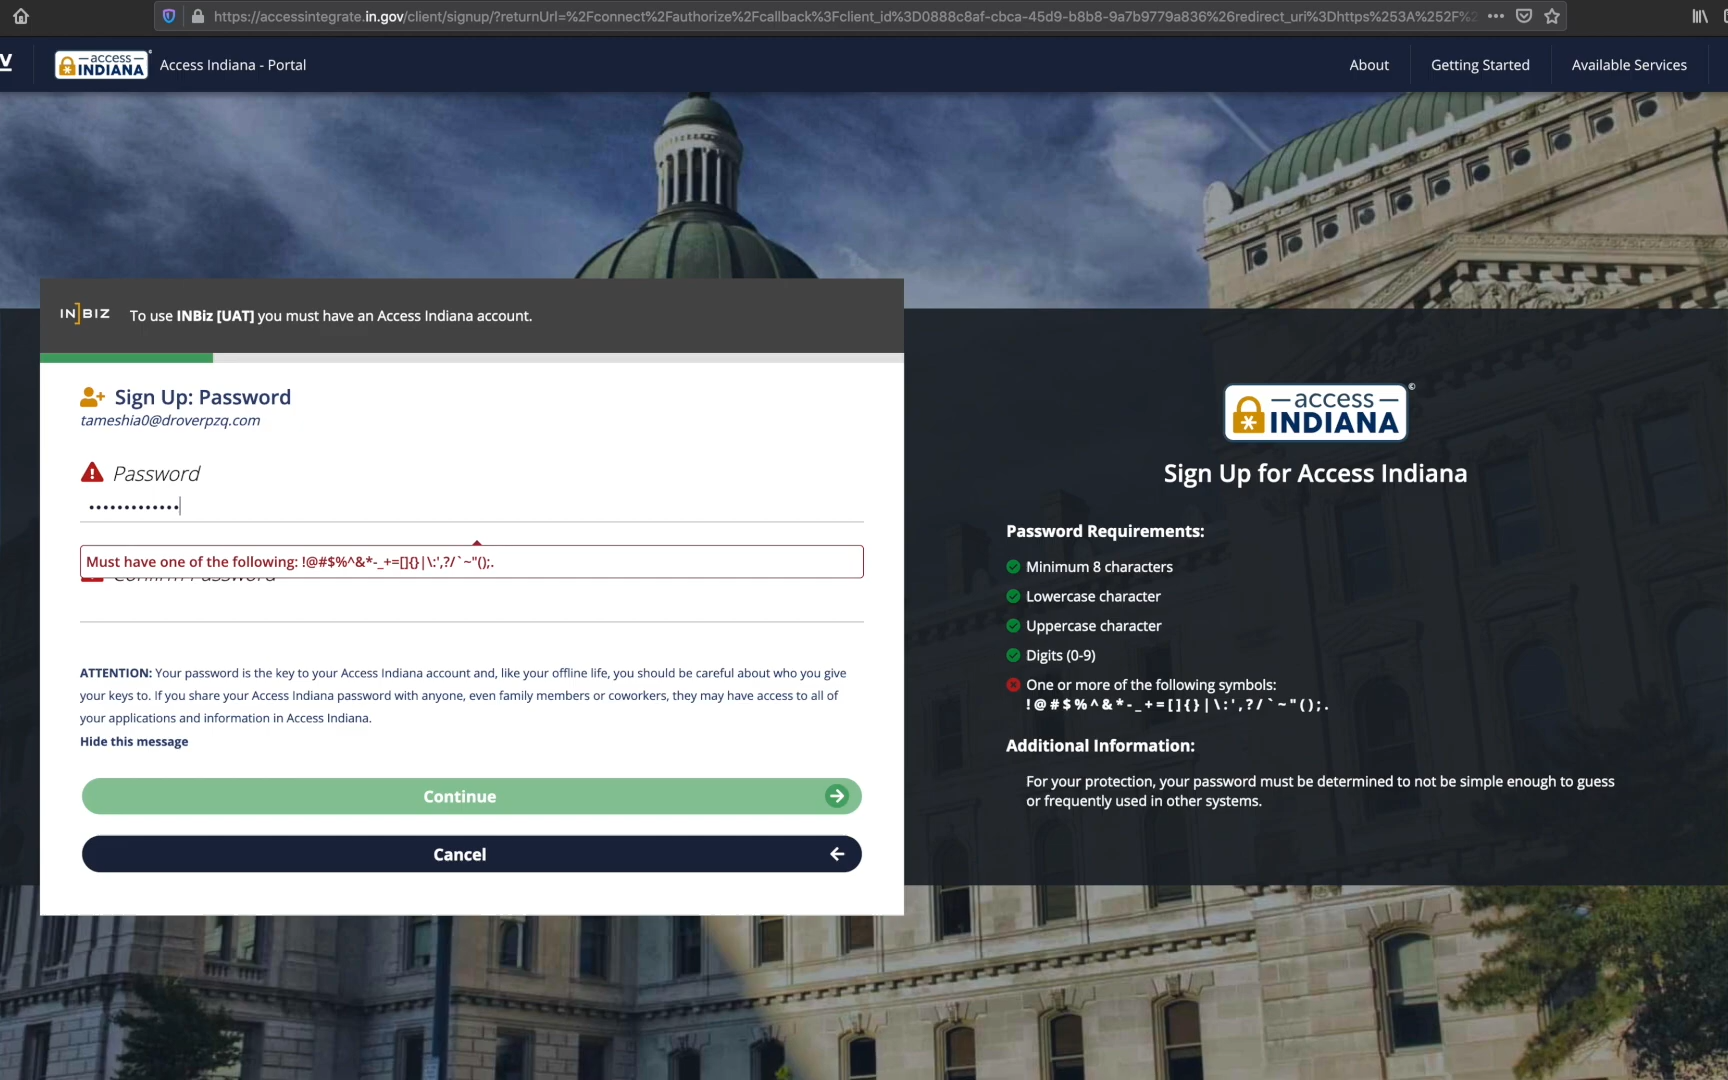 https://accessintegrate.in.gov/client/signup/?returnUrl=%2Fconnect%2Fauthorize%2Fcallback%3Fclient_id%3D0888c8af-cbca-45d9-b8b8-9a7b9779a836%26redirect_uri%3Dhttps%253A%252F%2
access INDIANA
Access Indiana - Portal
About
Getting Started
Available Services
IN BIZ
To use INBiz [UAT] you must have an Access Indiana account.
Sign Up: Password
tameshia0@droverpzq.com
Password
•••••••••••••
Must have one of the following: !@#$%^&*-_+=[]{}|\:',?/`~"();.
Confirm Password
ATTENTION: Your password is the key to your Access Indiana account and, like your offline life, you should be careful about who you give
your keys to. If you share your Access Indiana password with anyone, even family members or coworkers, they may have access to all of
your applications and information in Access Indiana.
Hide this message
Continue
Cancel
access
INDIANA
Sign Up for Access Indiana
Password Requirements:
Minimum 8 characters
Lowercase character
Uppercase character
Digits (0-9)
One or more of the following symbols:
! @ # $ % ^ & * - _ + = [ ] { } | \ : ' , ? / ` ~ " ( ) ; .
Additional Information:
For your protection, your password must be determined to not be simple enough to guess
or frequently used in other systems.